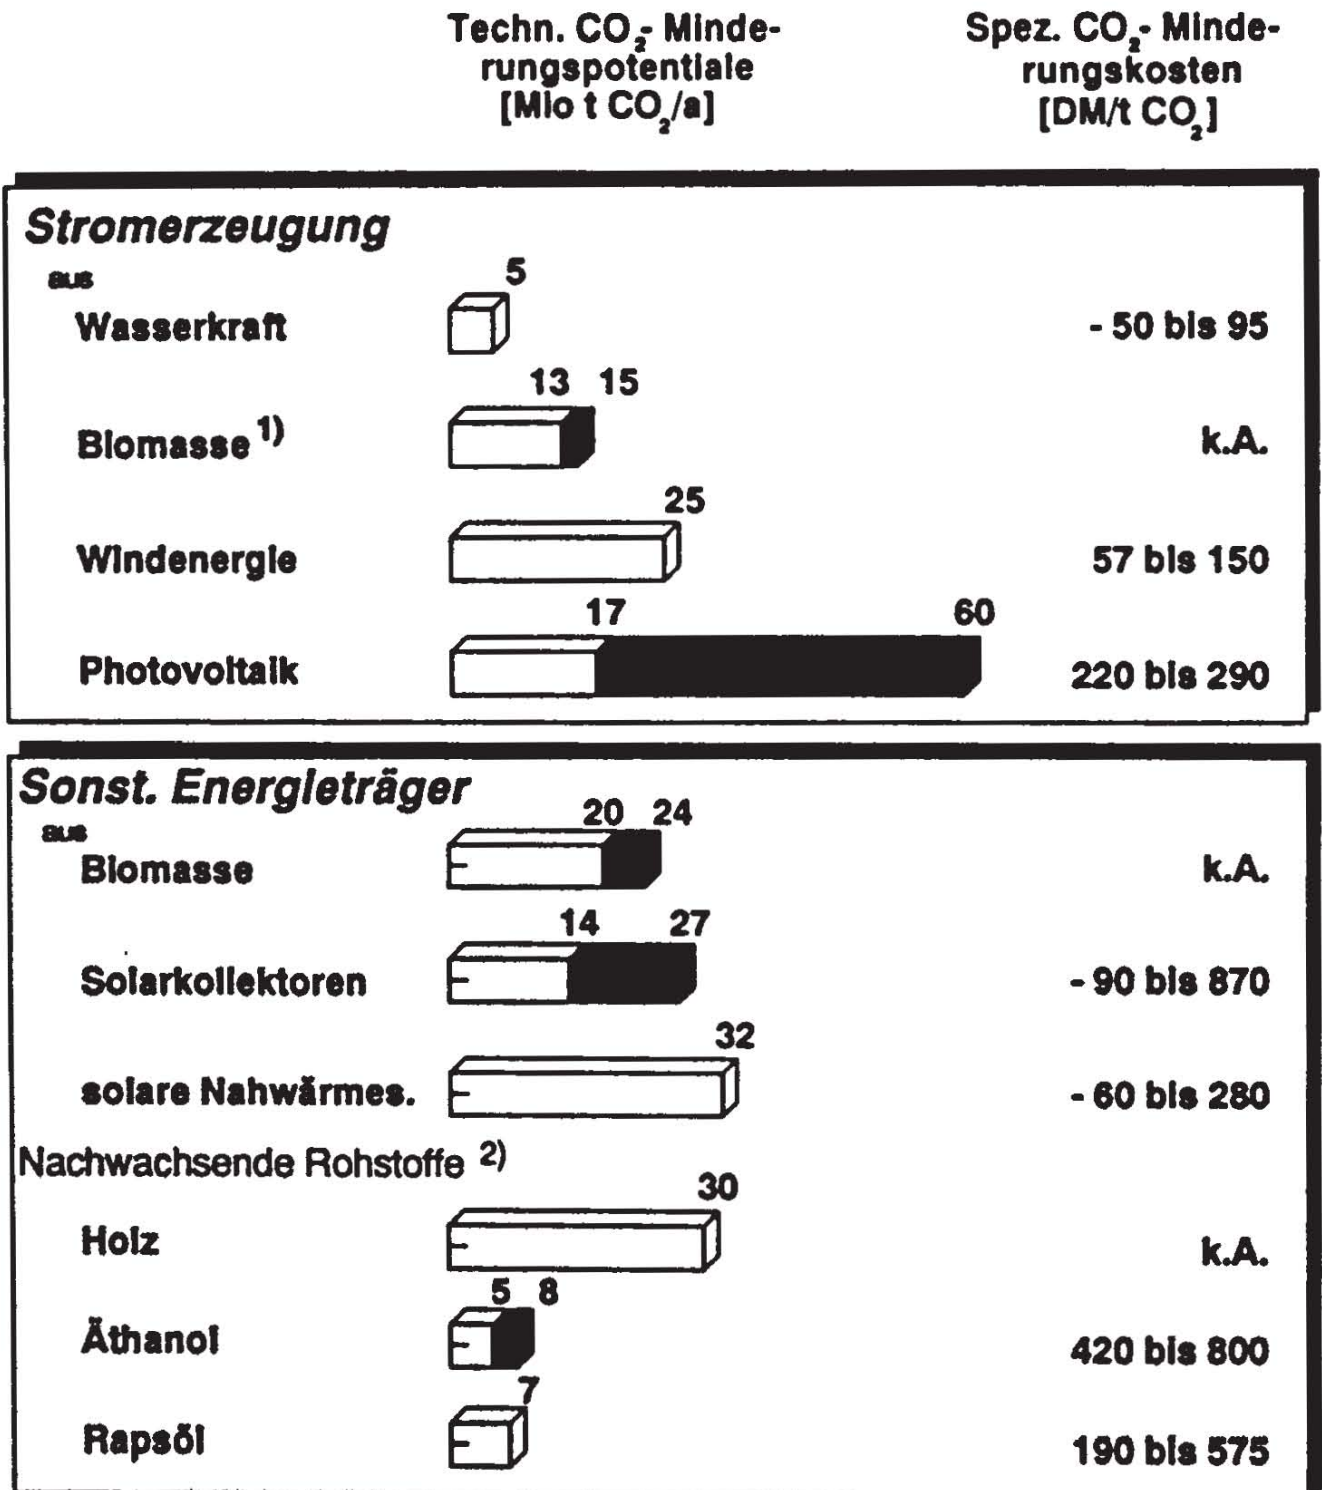 Techn. CO₂- Minde-
rungspotentiale
[Mio t CO₂/a]
Spez. CO₂- Minde-
rungskosten
[DM/t CO₂]
Stromerzeugung
aus
5
Wasserkraft
- 50 bis 95
13 15
Biomasse 1)
k.A.
25
Windenergie
57 bis 150
17 60
Photovoltaik
220 bis 290
Sonst. Energieträger
20 24
aus
Biomasse
k.A.
14 27
Solarkollektoren
- 90 bis 870
32
solare Nahwärmes.
- 60 bis 280
Nachwachsende Rohstoffe 2)
30
Holz
k.A.
5 8
Äthanol
420 bis 800
7
Rapsöl
190 bis 575